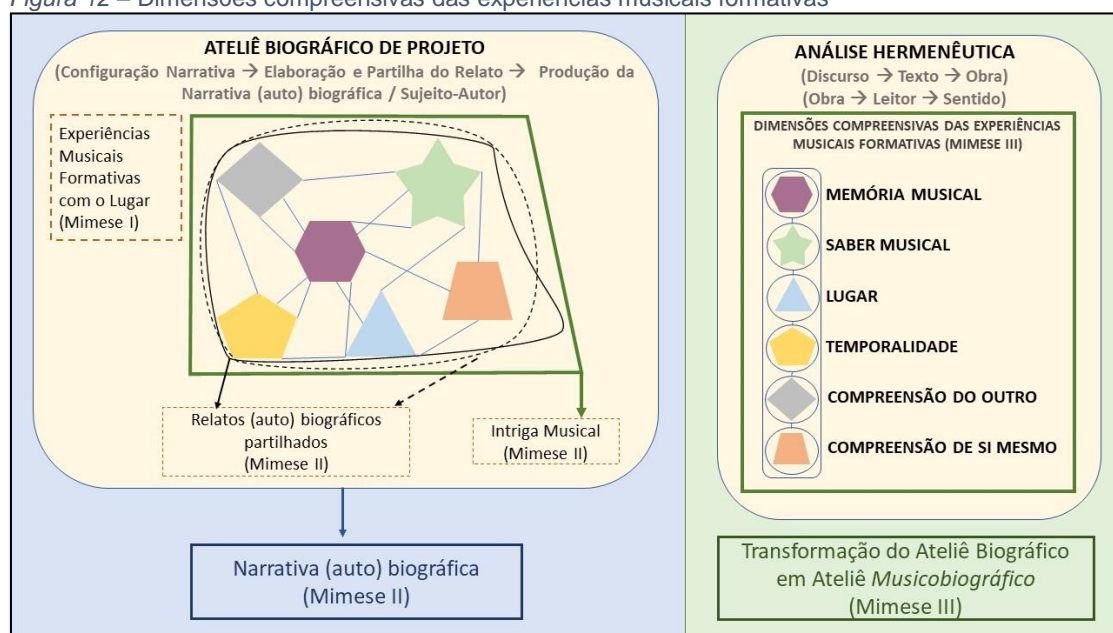 Figura 12 – Dimensões compreensivas das experiências musicais formativas
ATELIÊ BIOGRÁFICO DE PROJETO
(Configuração Narrativa → Elaboração e Partilha do Relato → Produção da
Narrativa (auto) biográfica / Sujeito-Autor)
Experiências
Musicais
Formativas
com o Lugar
(Mimese I)
Relatos (auto) biográficos
partilhados
(Mimese II)
Intriga Musical
(Mimese II)
Narrativa (auto) biográfica
(Mimese II)
ANÁLISE HERMENÊUTICA
(Discurso → Texto → Obra)
(Obra → Leitor → Sentido)
DIMENSÕES COMPREENSIVAS DAS EXPERIÊNCIAS
MUSICAIS FORMATIVAS (MIMESE III)
MEMÓRIA MUSICAL
SABER MUSICAL
LUGAR
TEMPORALIDADE
COMPREENSÃO DO OUTRO
COMPREENSÃO DE SI MESMO
Transformação do Ateliê Biográfico
em Ateliê Musicobiográfico
(Mimese III)